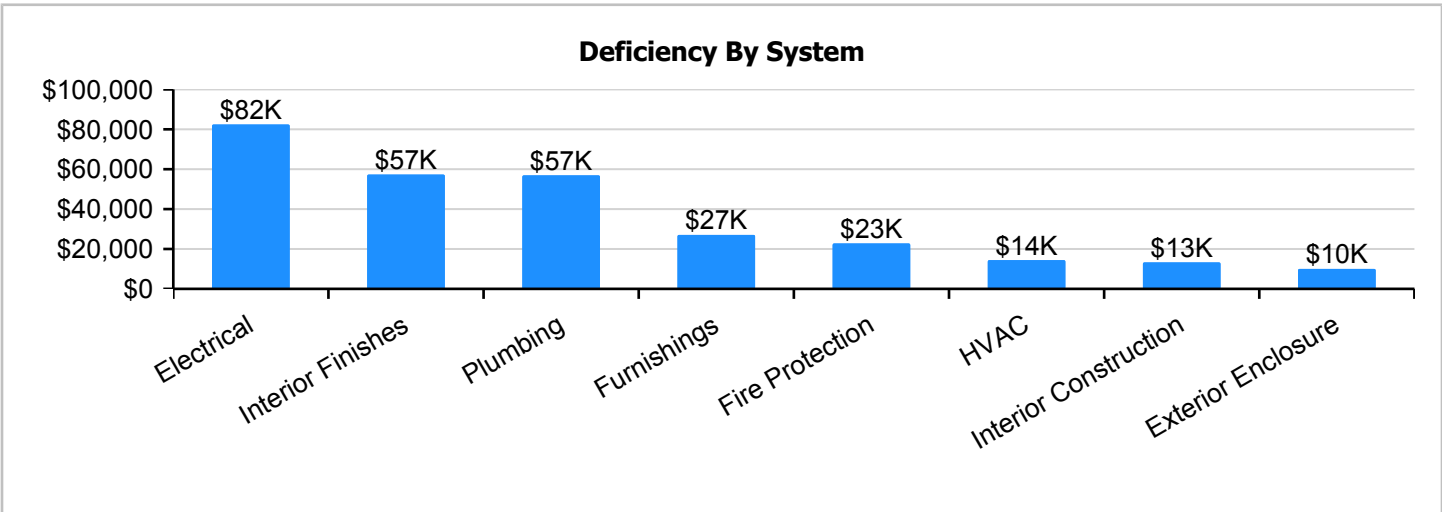 Deficiency By System
$100,000
$80,000
$60,000
$40,000
$20,000
$0
$82K
$57K
$57K
$27K
$23K
$14K
$13K
$10K
Electrical
Interior Finishes
Plumbing
Furnishings
Fire Protection
HVAC
Interior Construction
Exterior Enclosure